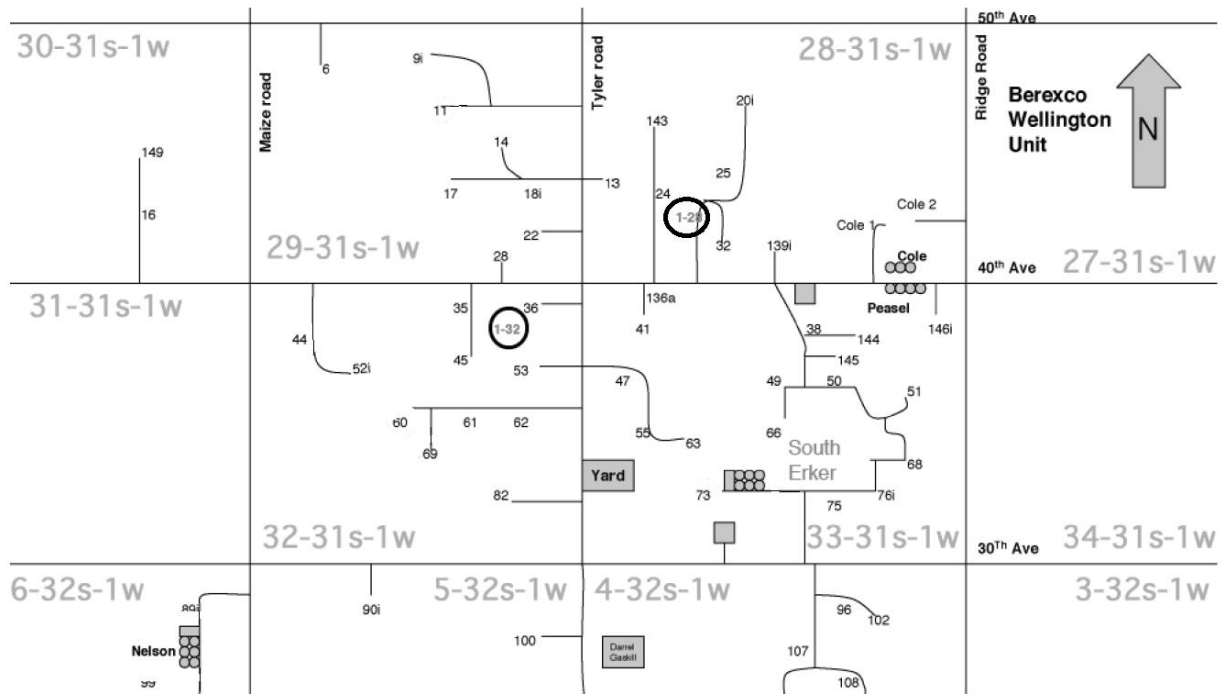 50th Ave
30-31s-1w
28-31s-1w
Maize road
Tyler road
Ridge Road
Berexco
Wellington
Unit
N
6
9i
11
20i
143
14
149
25
17
18i
13
24
16
Cole 2
1-28
Cole 1
22
32
139i
29-31s-1w
28
Cole
40th Ave
27-31s-1w
31-31s-1w
136a
Peasel
35
36
41
38
144
146i
1-32
44
45
145
52i
53
47
49
50
51
60
61
62
55
63
66
South
Erker
69
68
Yard
82
73
75
76i
32-31s-1w
33-31s-1w
30Th Ave
34-31s-1w
6-32s-1w
5-32s-1w
4-32s-1w
3-32s-1w
90i
96
102
100
Nelson
Darrel
Gaskill
107
108